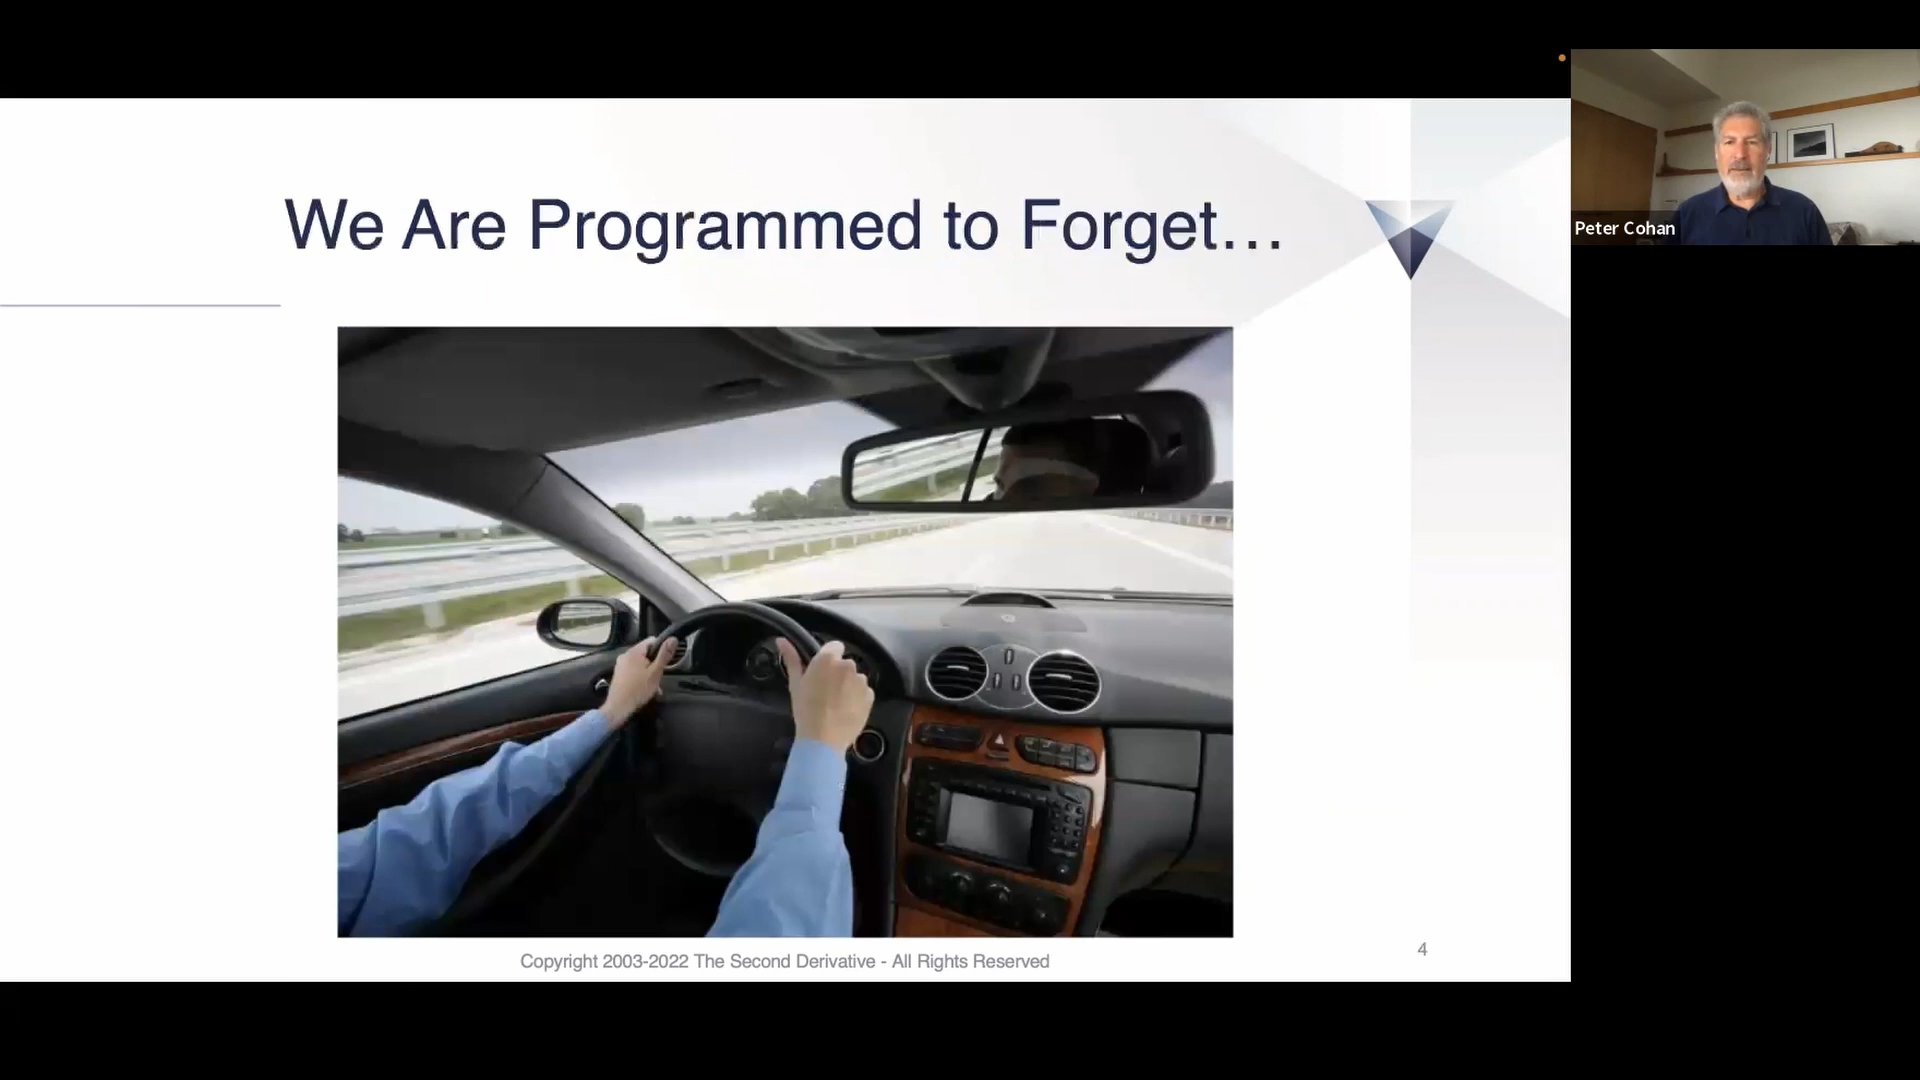 We Are Programmed to Forget...
Peter Cohan
Copyright 2003-2022 The Second Derivative - All Rights Reserved
4